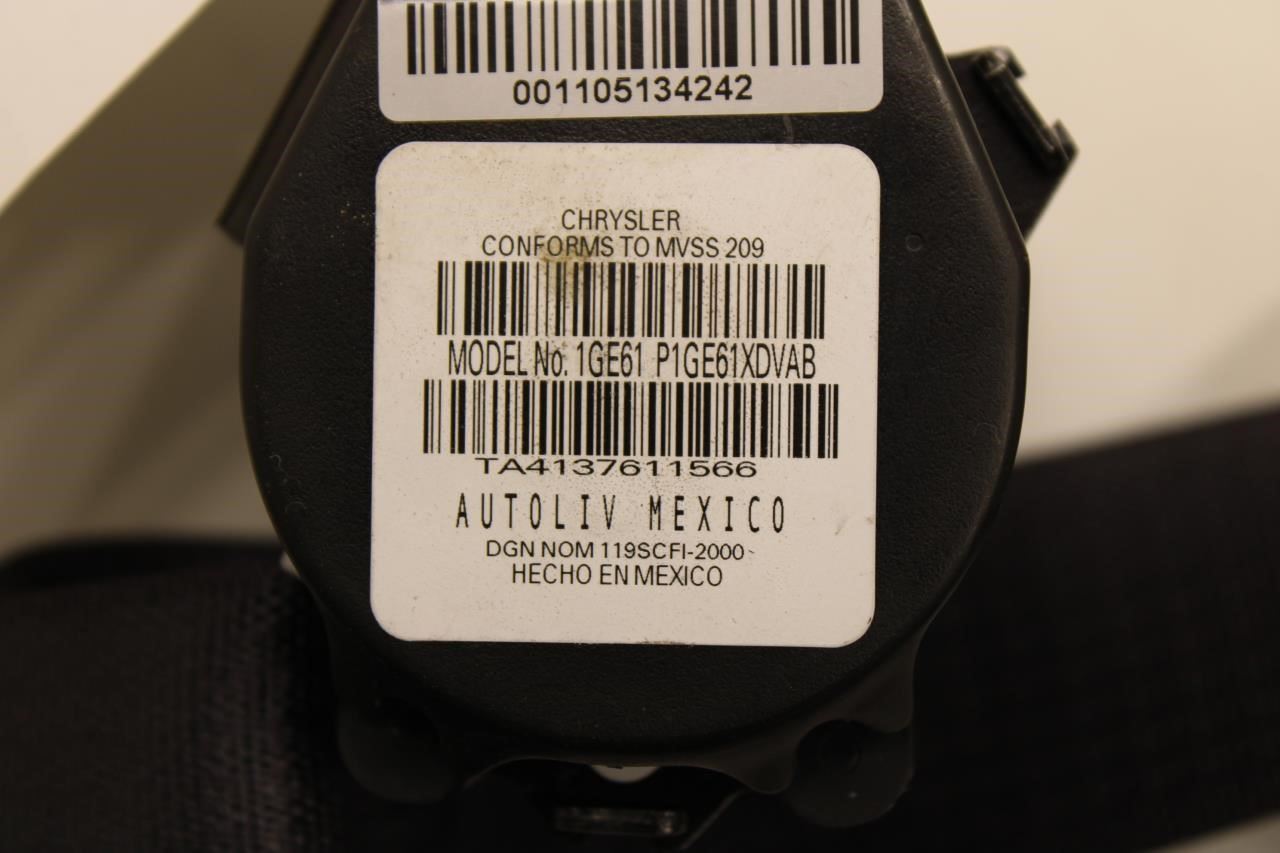 001105134242
CHRYSLER
CONFORMS TO MVSS 209
MODEL No. 1GE61 P1GE61XDVAB
TA4137611566
AUTOLIV MEXICO
DGN NOM 119SCFI-2000
HECHO EN MEXICO